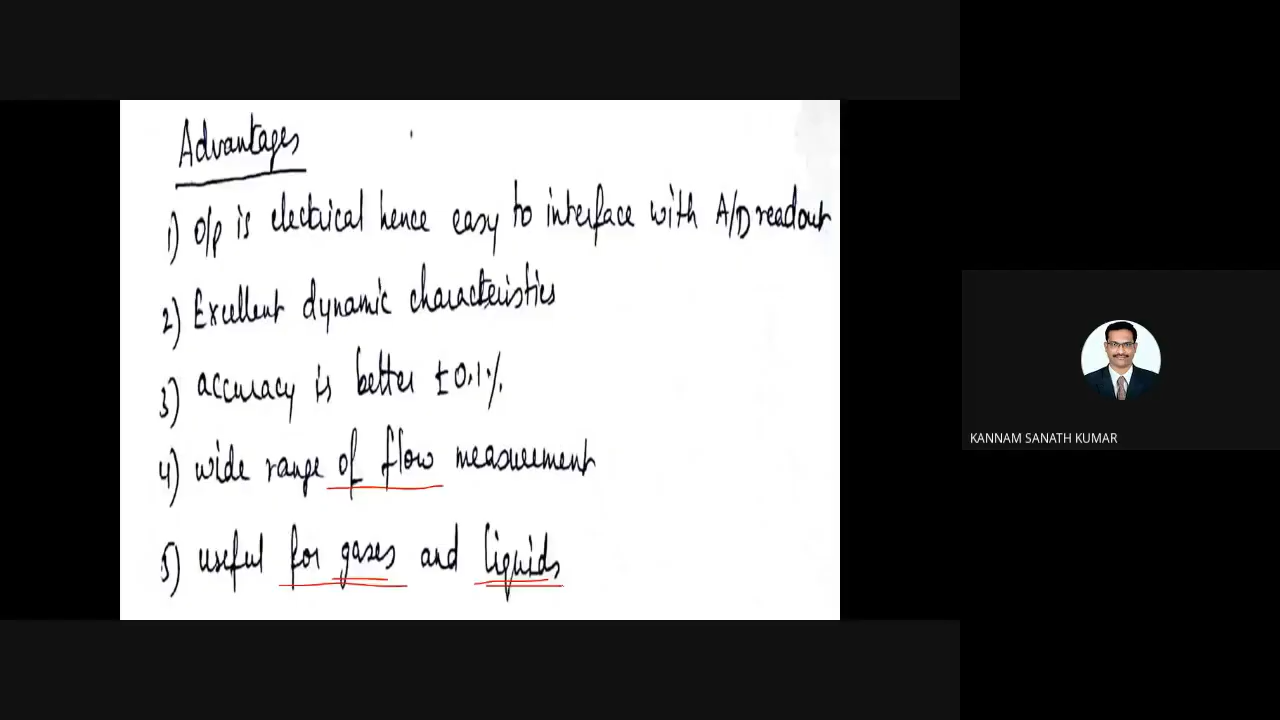 Advantages
1) O/p is electrical hence easy to interface with A/D readout
2) Excellent dynamic characteristics
3) accuracy is better ±0.1%
4) wide range of flow measurement
5) useful for gases and liquids
KANNAM SANATH KUMAR